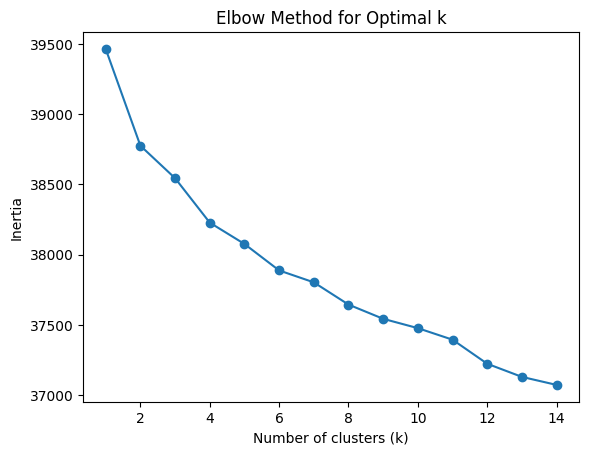 Elbow Method for Optimal k
39500
39000
38500
38000
37500
37000
Inertia
2 4 6 8 10 12 14
Number of clusters (k)